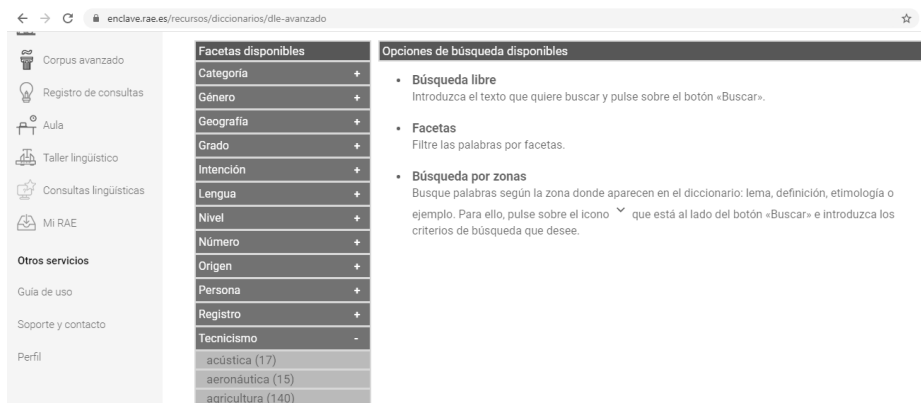 enclave.rae.es/recursos/diccionarios/dle-avanzado
Corpus avanzado
Registro de consultas
Aula
Taller lingüístico
Consultas lingüísticas
Mi RAE
Otros servicios
Guía de uso
Soporte y contacto
Perfil
Facetas disponibles
Categoría +
Género +
Geografía +
Grado +
Intención +
Lengua +
Nivel +
Número +
Origen +
Persona +
Registro +
Tecnicismo -
acústica (17)
aeronáutica (15)
agricultura (140)
Opciones de búsqueda disponibles
• Búsqueda libre
Introduzca el texto que quiere buscar y pulse sobre el botón «Buscar».
• Facetas
Filtre las palabras por facetas.
• Búsqueda por zonas
Busque palabras según la zona donde aparecen en el diccionario: lema, definición, etimología o
ejemplo. Para ello, pulse sobre el icono que está al lado del botón «Buscar» e introduzca los
criterios de búsqueda que desee.